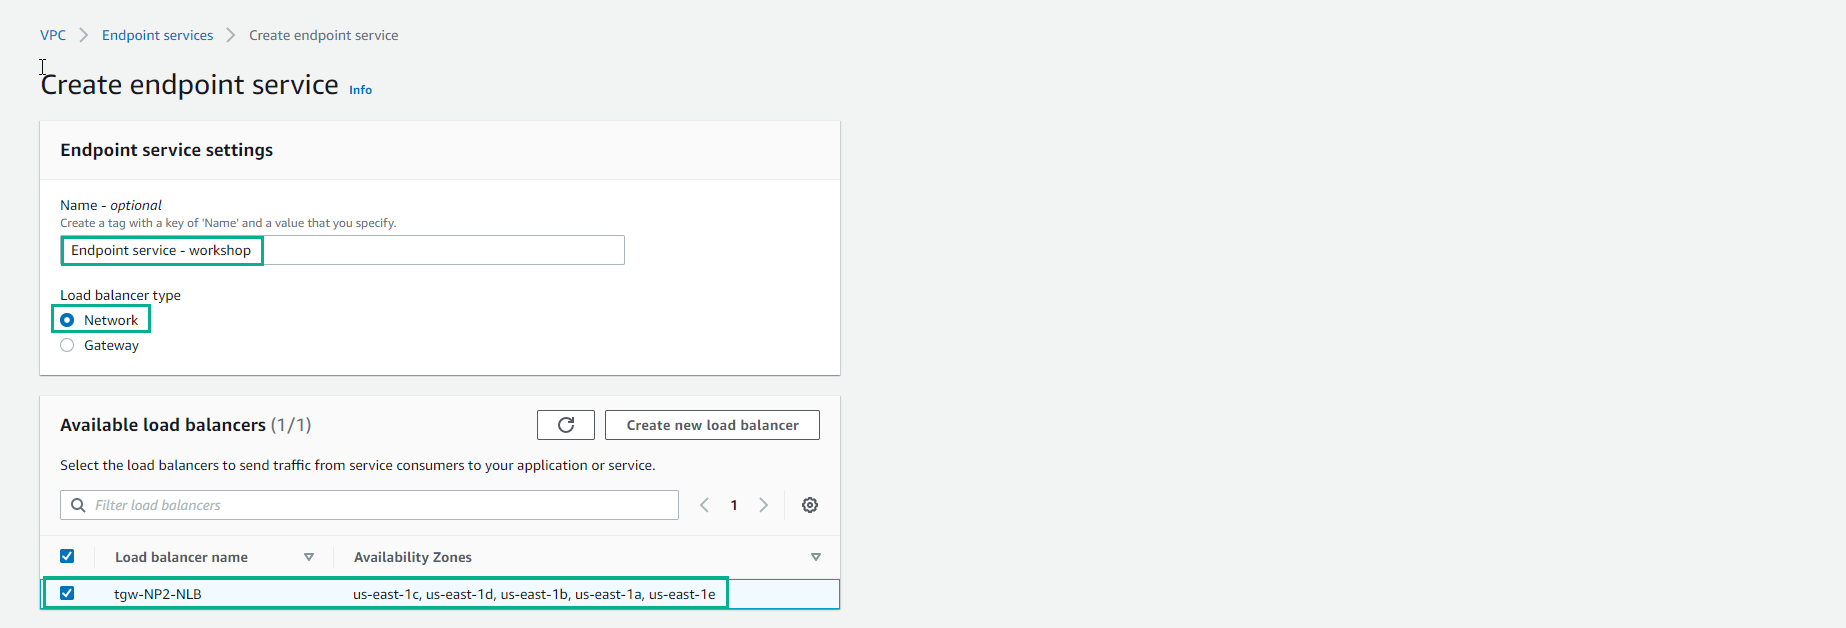 VPC > Endpoint services > Create endpoint service
Create endpoint service Info
Endpoint service settings
Name - optional
Create a tag with a key of 'Name' and a value that you specify.
Endpoint service - workshop
Load balancer type
Network
Gateway
Available load balancers (1/1)
Create new load balancer
Select the load balancers to send traffic from service consumers to your application or service.
Filter load balancers
1
Load balancer name Availability Zones
tgw-NP2-NLB us-east-1c, us-east-1d, us-east-1b, us-east-1a, us-east-1e